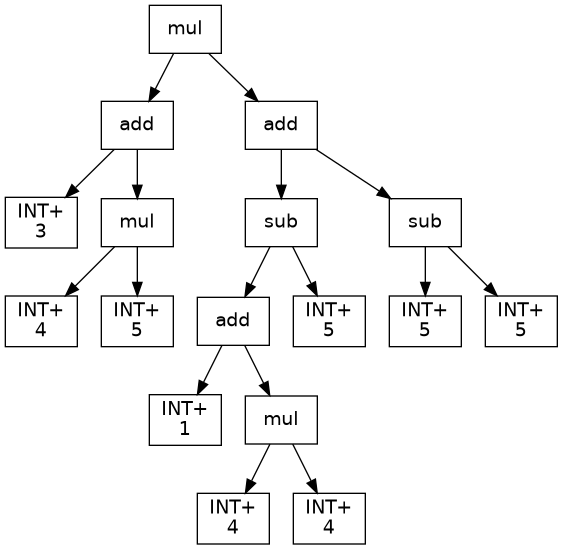 mul
add
add
INT+
3
mul
sub
sub
INT+
4
INT+
5
add
INT+
5
INT+
5
INT+
5
INT+
1
mul
INT+
4
INT+
4